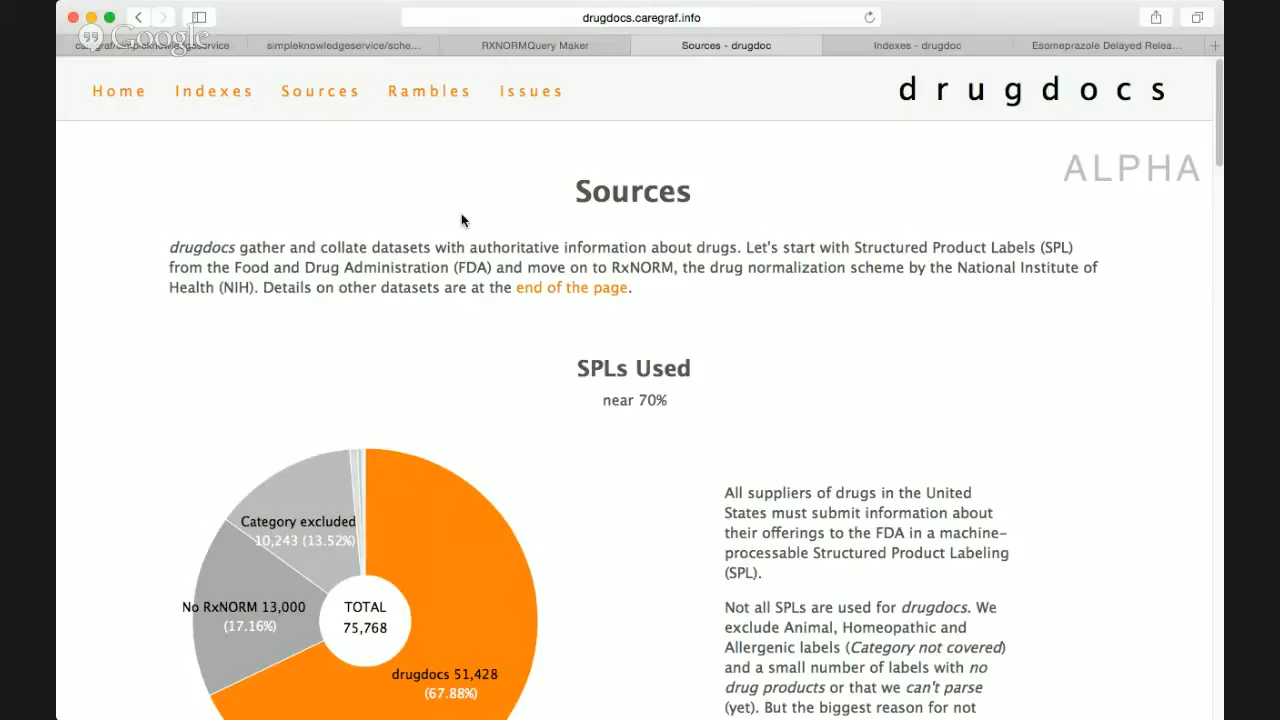 drugdocs.caregraf.info
Google
simpleknowledgeservice/sche...
RXNORMQuery Maker
Sources - drugdoc
Indexes - drugdoc
Esomeprazole Delayed Relea...
Home
Indexes
Sources
Rambles
Issues
drugdocs
ALPHA
Sources
drugdocs gather and collate datasets with authoritative information about drugs. Let's start with Structured Product Labels (SPL)
from the Food and Drug Administration (FDA) and move on to RxNORM, the drug normalization scheme by the National Institute of
Health (NIH). Details on other datasets are at the end of the page.
SPLs Used
near 70%
Category excluded
10,243 (13.52%)
No RxNORM 13,000
(17.16%)
TOTAL
75,768
drugdocs 51,428
(67.88%)
All suppliers of drugs in the United
States must submit information about
their offerings to the FDA in a machine-
processable Structured Product Labeling
(SPL).
Not all SPLs are used for drugdocs. We
exclude Animal, Homeopathic and
Allergenic labels (Category not covered)
and a small number of labels with no
drug products or that we can't parse
(yet). But the biggest reason for not